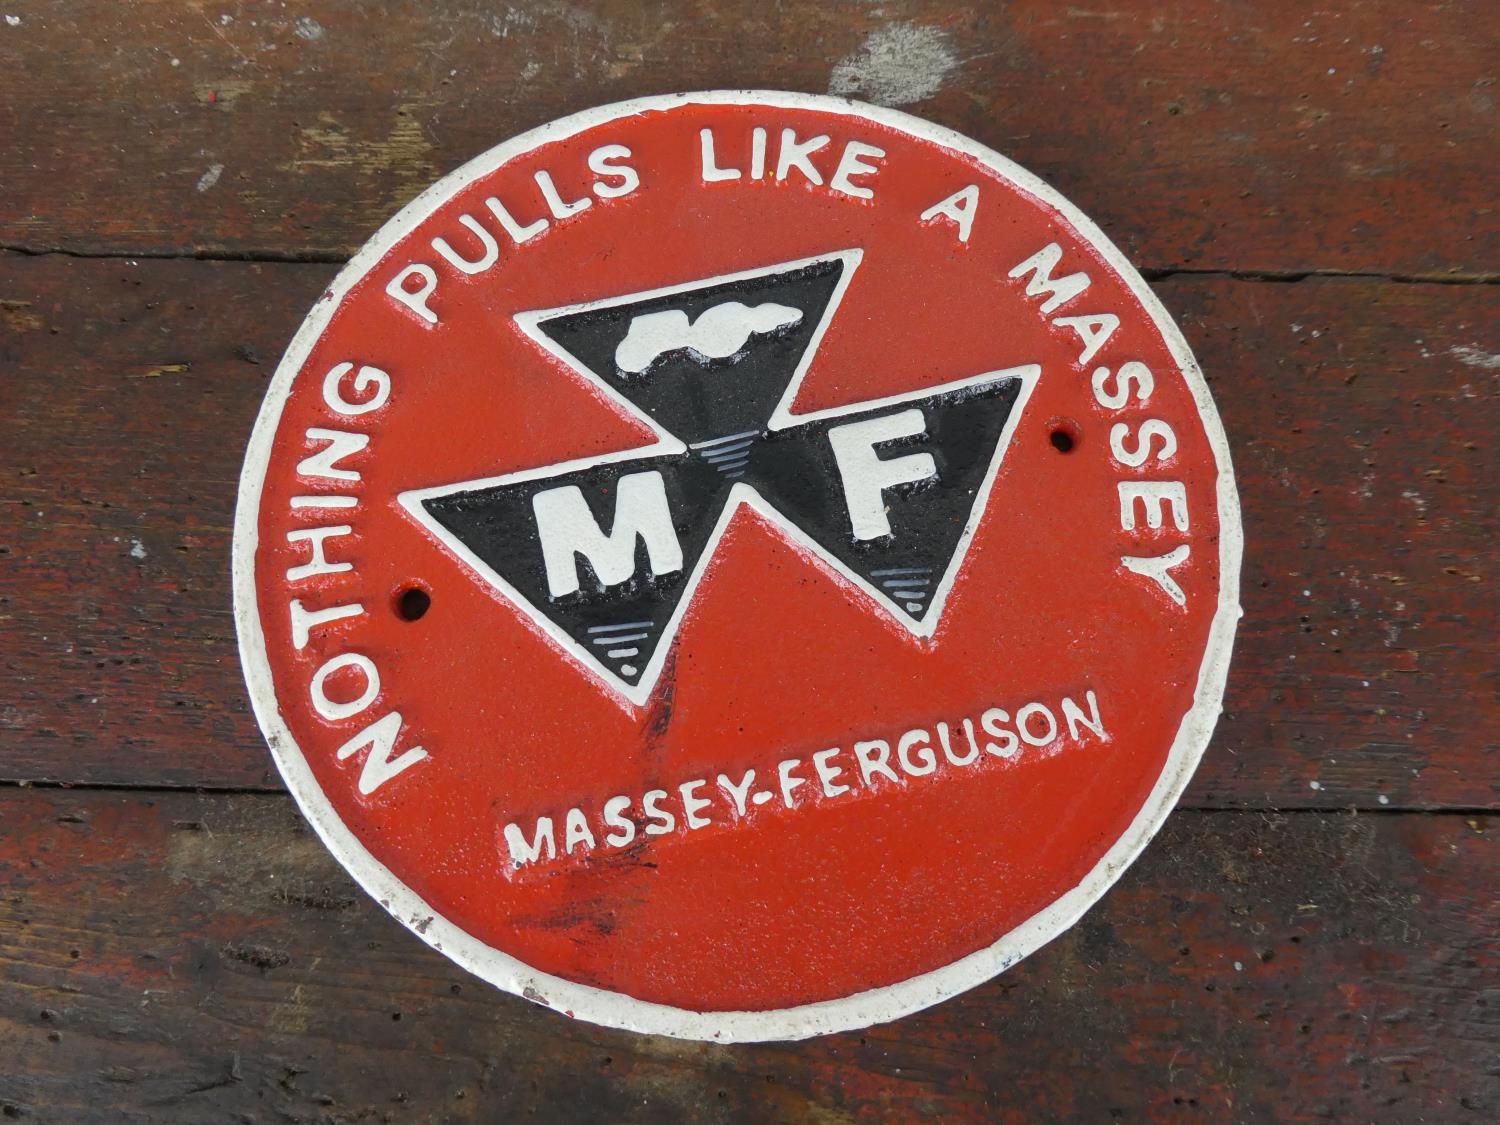 NOTHING PULLS LIKE A MASSEY
M F
MASSEY-FERGUSON